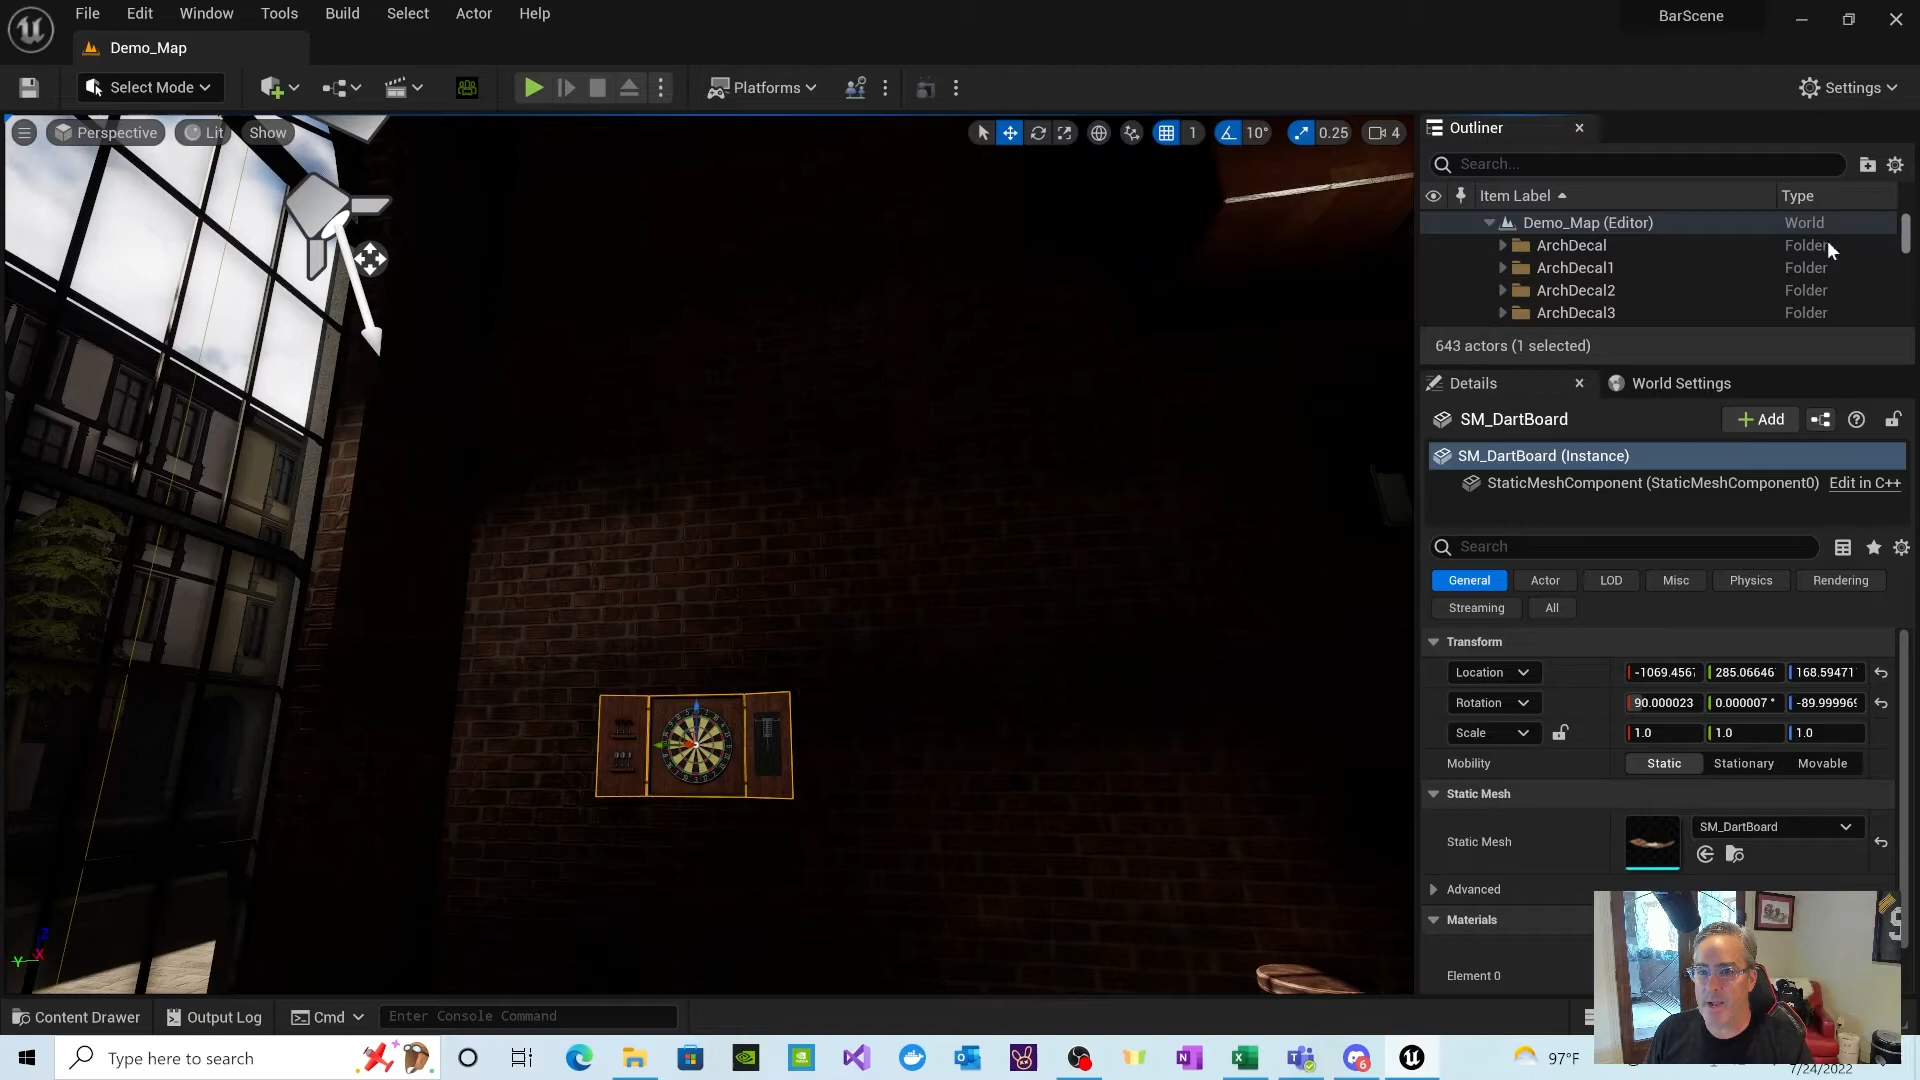 File Edit Window Tools Build Select Actor Help
BarScene
Demo_Map
Select Mode
Platforms
Settings
Perspective
Lit
Show
1
10°
0.25
4
Outliner
Search...
Item Label
Type
Demo_Map (Editor) World
ArchDecal Folder
ArchDecal1 Folder
ArchDecal2 Folder
ArchDecal3 Folder
643 actors (1 selected)
Details
World Settings
SM_DartBoard
Add
SM_DartBoard (Instance)
StaticMeshComponent (StaticMeshComponent0) Edit in C++
Search
General Actor LOD Misc Physics Rendering
Streaming All
Transform
Location -1069.456 285.06646 168.59471
Rotation 90.000023 0.000007 ° -89.999969
Scale 1.0 1.0 1.0
Mobility Static Stationary Movable
Static Mesh
SM_DartBoard
Static Mesh
Advanced
Materials
Element 0
Z
Y X
Content Drawer
Output Log
Cmd
Enter Console Command
Type here to search
6
97°F
7/24/2022